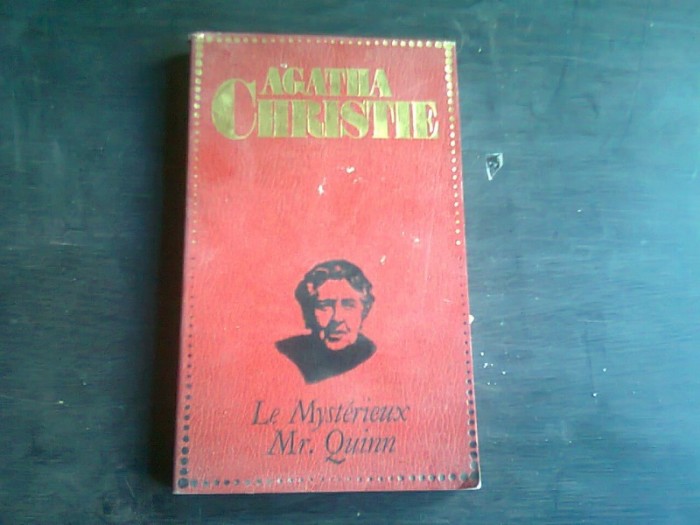 AGATHA
CHRISTIE
Le Mystérieux
Mr. Quinn